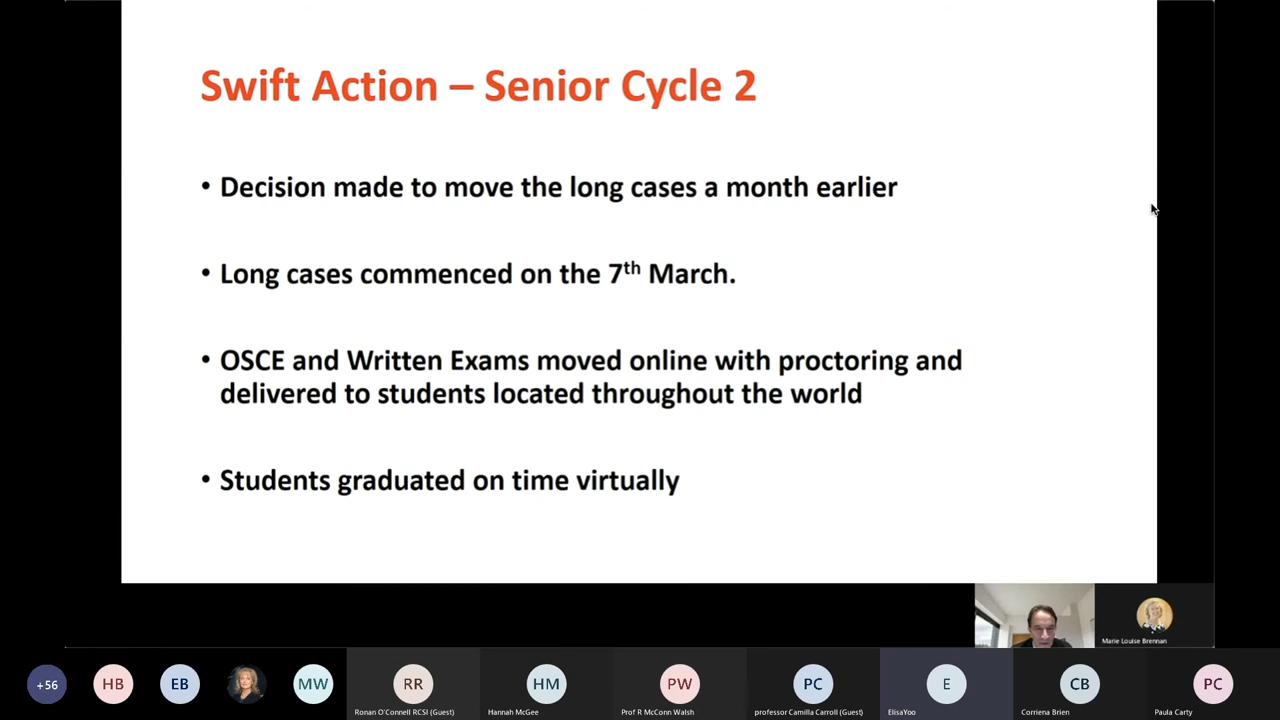 Swift Action – Senior Cycle 2
• Decision made to move the long cases a month earlier
• Long cases commenced on the 7th March.
• OSCE and Written Exams moved online with proctoring and
delivered to students located throughout the world
• Students graduated on time virtually
Marie Louise Brennan
+56
HB
EB
MW
RR
HM
PW
PC
E
CB
PC
Ronan O'Connell RCSI (Guest)
Hannah McGee
Prof R McConn Walsh
professor Camilla Carroll (Guest)
ElisaYoo
Corriena Brien
Paula Carty